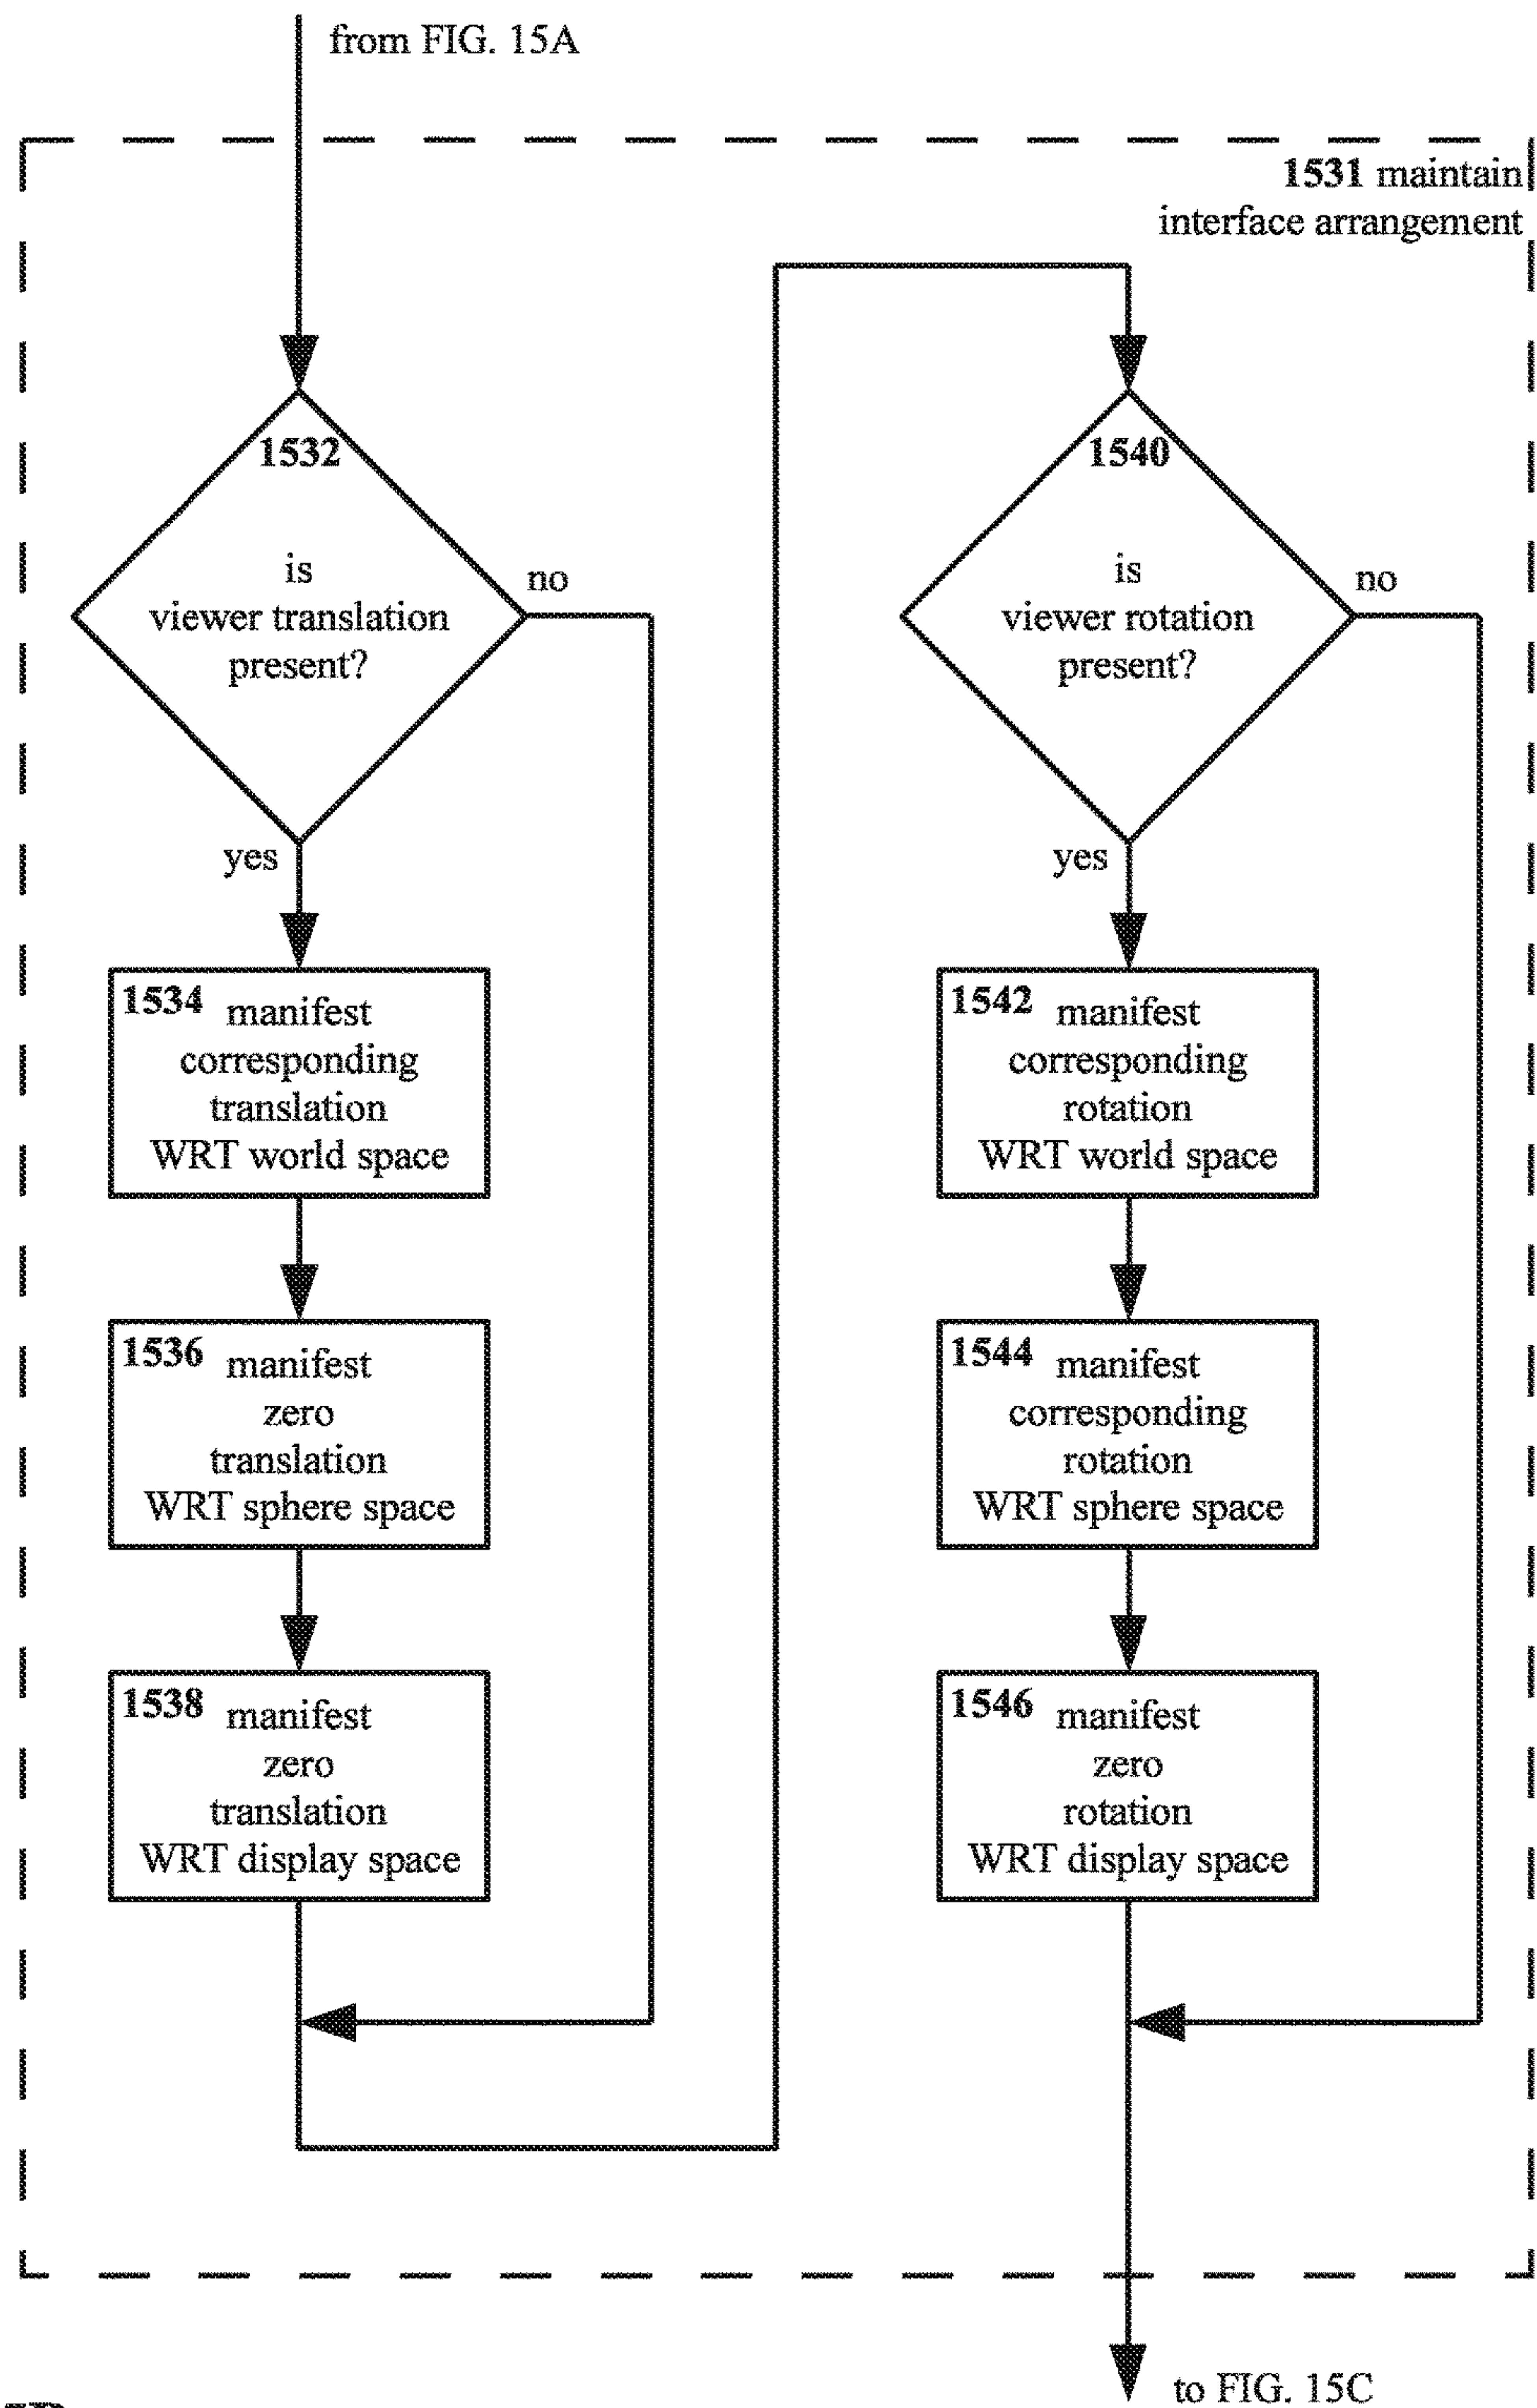 from FIG. 15A
1531 maintain
interface arrangement
1532
is
viewer translation
present?
no
yes
1534 manifest
corresponding
translation
WRT world space
1536 manifest
zero
translation
WRT sphere space
1538 manifest
zero
translation
WRT display space
1540
is
viewer rotation
present?
no
yes
1542 manifest
corresponding
rotation
WRT world space
1544 manifest
corresponding
rotation
WRT sphere space
1546 manifest
zero
rotation
WRT display space
to FIG. 15C